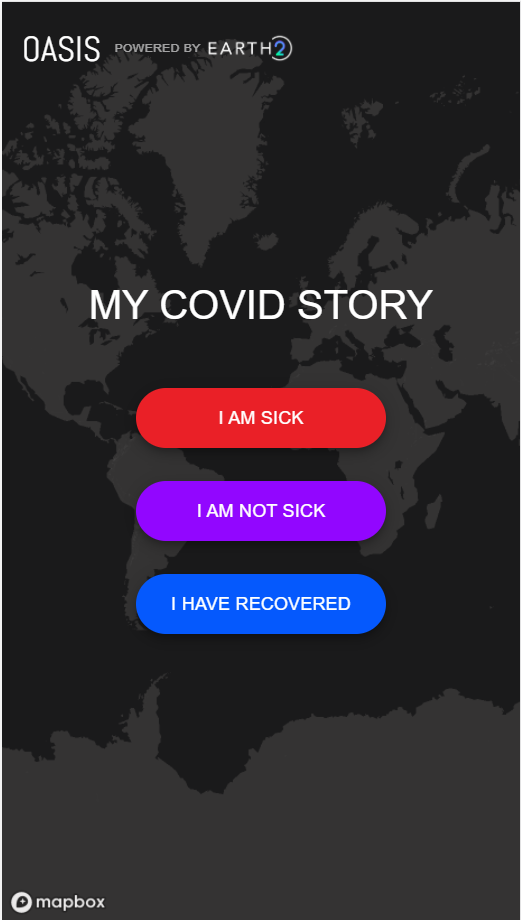 OASIS POWERED BY EARTH2
MY COVID STORY
I AM SICK
I AM NOT SICK
I HAVE RECOVERED
mapbox